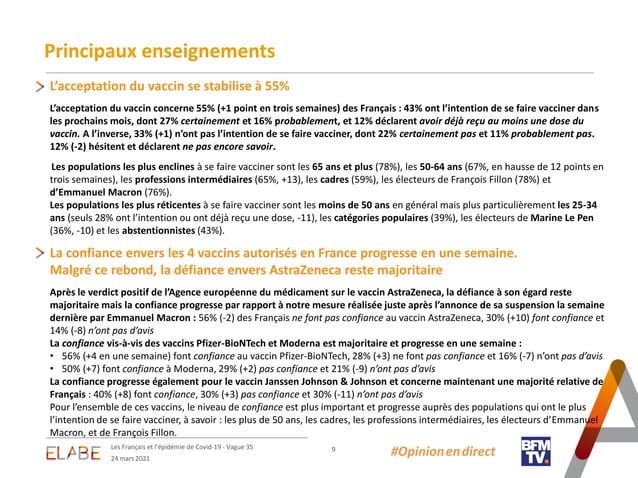 Principaux enseignements
L'acceptation du vaccin se stabilise à 55%
L'acceptation du vaccin concerne 55% (+1 point en trois semaines) des Français : 43% ont l'intention de se faire vacciner dans
les prochains mois, dont 27% certainement et 16% probablement, et 12% déclarent avoir déjà reçu au moins une dose du
vaccin. A l'inverse, 33% (+1) n'ont pas l'intention de se faire vacciner, dont 22% certainement pas et 11% probablement pas.
12% (-2) hésitent et déclarent ne pas encore savoir.
Les populations les plus enclines à se faire vacciner sont les 65 ans et plus (78%), les 50-64 ans (67%, en hausse de 12 points en
trois semaines), les professions intermédiaires (65%, +13), les cadres (59%), les électeurs de François Fillon (78%) et
d'Emmanuel Macron (76%).
Les populations les plus réticentes à se faire vacciner sont les moins de 50 ans en général mais plus particulièrement les 25-34
ans (seuls 28% ont l'intention ou ont déjà reçu une dose, -11), les catégories populaires (39%), les électeurs de Marine Le Pen
(36%, -10) et les abstentionnistes (43%).
La confiance envers les 4 vaccins autorisés en France progresse en une semaine.
Malgré ce rebond, la défiance envers AstraZeneca reste majoritaire
Après le verdict positif de l'Agence européenne du médicament sur le vaccin AstraZeneca, la défiance à son égard reste
majoritaire mais la confiance progresse par rapport à notre mesure réalisée juste après l'annonce de sa suspension la semaine
dernière par Emmanuel Macron : 56% (-2) des Français ne font pas confiance au vaccin AstraZeneca, 30% (+10) font confiance et
14% (-8) n'ont pas d'avis
La confiance vis-à-vis des vaccins Pfizer-BioNTech et Moderna est majoritaire et progresse en une semaine :
• 56% (+4 en une semaine) font confiance au vaccin Pfizer-BioNTech, 28% (+3) ne font pas confiance et 16% (-7) n'ont pas d'avis
• 50% (+7) font confiance à Moderna, 29% (+2) pas confiance et 21% (-9) n'ont pas d'avis
La confiance progresse également pour le vaccin Janssen Johnson & Johnson et concerne maintenant une majorité relative de
Français : 40% (+8) font confiance, 30% (+3) pas confiance et 30% (-11) n'ont pas d'avis
Pour l'ensemble de ces vaccins, le niveau de confiance est plus important et progresse auprès des populations qui ont le plus
l'intention de se faire vacciner, à savoir : les plus de 50 ans, les cadres, les professions intermédiaires, les électeurs d'Emmanuel
Macron, et de François Fillon.
ELABE
Les Français et l'épidémie de Covid-19 - Vague 35
24 mars 2021
9
#Opinionendirect
BFM
TV.